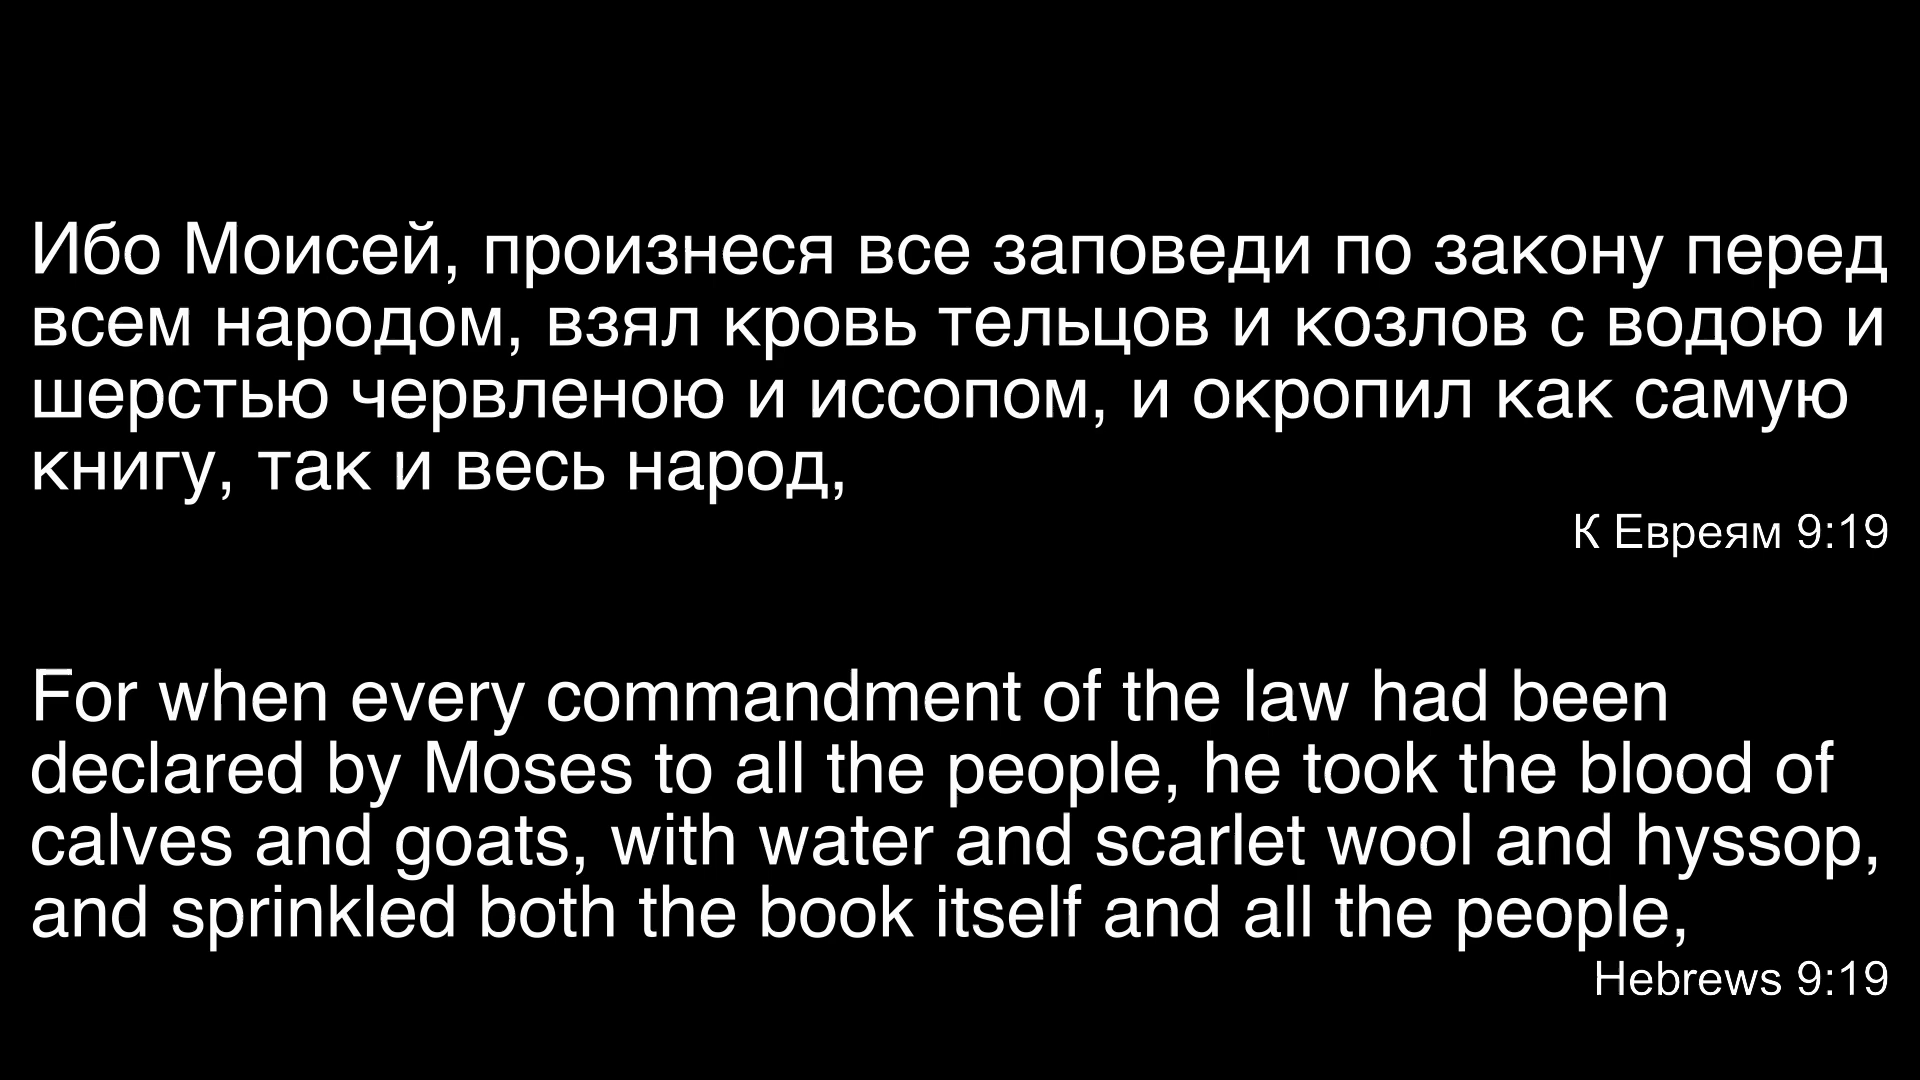 Ибо Моисей, произнеся все заповеди по закону перед
всем народом, взял кровь тельцов и козлов с водою и
шерстью червленою и иссопом, и окропил как самую
книгу, так и весь народ,
К Евреям 9:19
For when every commandment of the law had been
declared by Moses to all the people, he took the blood of
calves and goats, with water and scarlet wool and hyssop,
and sprinkled both the book itself and all the people,
Hebrews 9:19